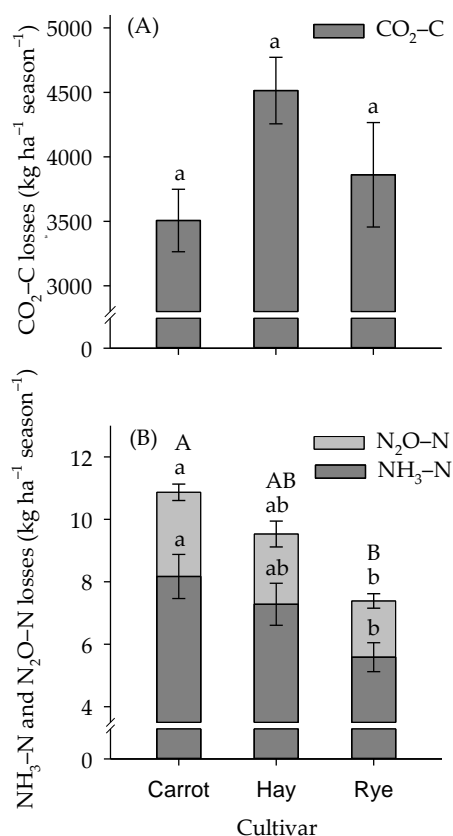 (A)
CO₂–C
CO₂–C losses (kg ha⁻¹ season⁻¹)
5000
4500
4000
3500
3000
0
a
a
a
(B)
N₂O–N
NH₃–N
NH₃–N and N₂O–N losses (kg ha⁻¹ season⁻¹)
12
10
8
6
4
0
A
a
a
AB
ab
ab
B
b
b
Carrot Hay Rye
Cultivar